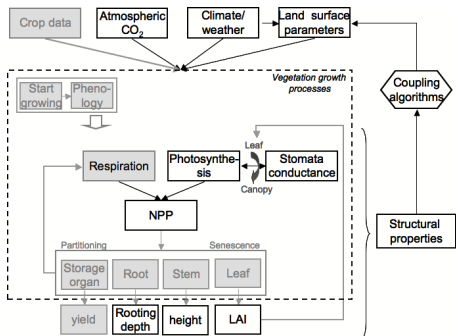 Crop data
Atmospheric
CO₂
Climate/
weather
Land surface
parameters
Vegetation growth
processes
Start
growing
Pheno-
logy
Coupling
algorithms
Leaf
Respiration
Photosynthe-
sis
Stomata
conductance
Canopy
NPP
Structural
properties
Partitioning
Senescence
Storage
organ
Root
Stem
Leaf
yield
Rooting
depth
height
LAI